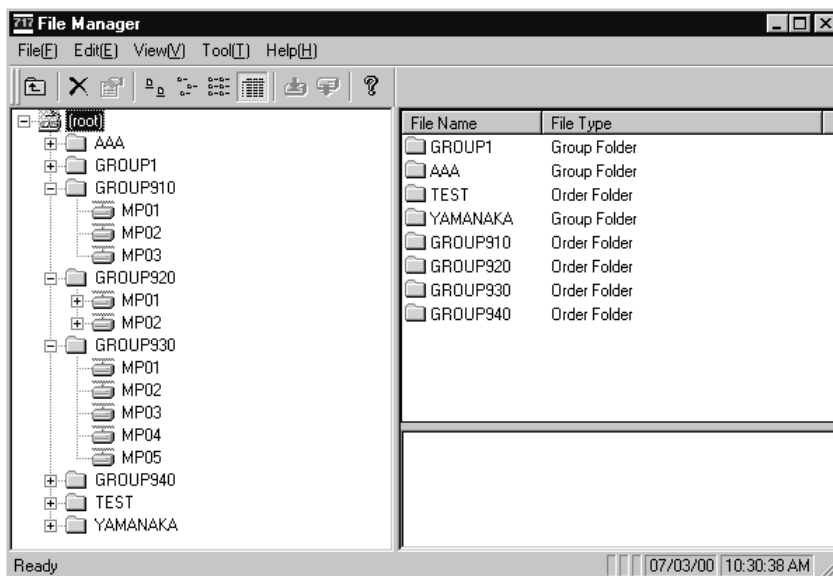 717 File Manager
File(F) Edit(E) View(V) Tool(T) Help(H)
(root)
AAA
GROUP1
GROUP910
MP01
MP02
MP03
GROUP920
MP01
MP02
GROUP930
MP01
MP02
MP03
MP04
MP05
GROUP940
TEST
YAMANAKA
File Name File Type
GROUP1 Group Folder
AAA Group Folder
TEST Order Folder
YAMANAKA Group Folder
GROUP910 Order Folder
GROUP920 Order Folder
GROUP930 Order Folder
GROUP940 Order Folder
Ready 07/03/00 10:30:38 AM